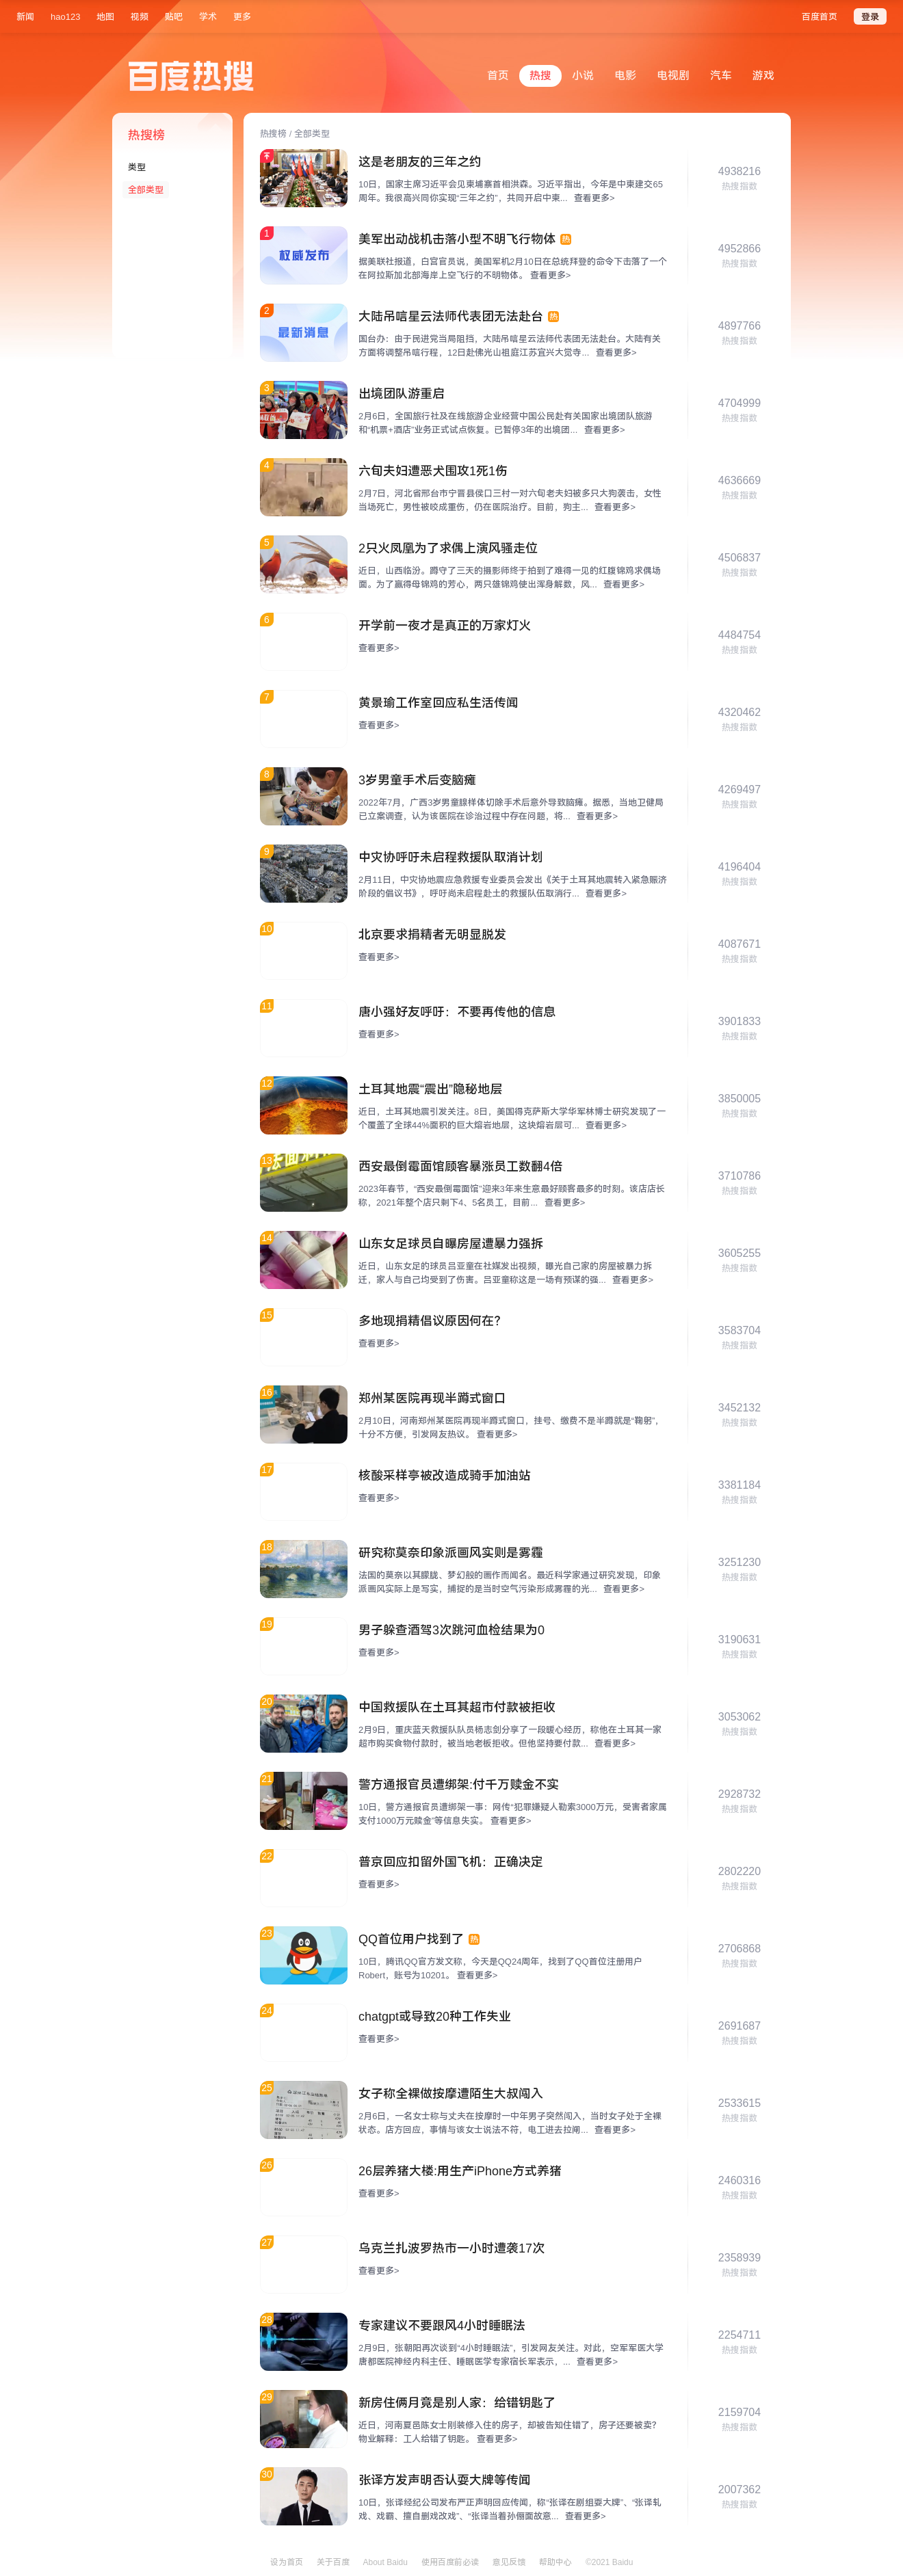 新闻 hao123 地图 视频 贴吧 学术 更多 百度首页 登录
百度热搜
首页 热搜 小说 电影 电视剧 汽车 游戏
热搜榜
类型
全部类型
热搜榜 / 全部类型
这是老朋友的三年之约
10日，国家主席习近平会见柬埔寨首相洪森。习近平指出，今年是中柬建交65
周年。我很高兴同你实现“三年之约”，共同开启中柬... 查看更多>
4938216
热搜指数
1
权威发布
美军出动战机击落小型不明飞行物体 热
据美联社报道，白宫官员说，美国军机2月10日在总统拜登的命令下击落了一个
在阿拉斯加北部海岸上空飞行的不明物体。 查看更多>
4952866
热搜指数
2
最新消息
大陆吊唁星云法师代表团无法赴台 热
国台办：由于民进党当局阻挡，大陆吊唁星云法师代表团无法赴台。大陆有关
方面将调整吊唁行程，12日赴佛光山祖庭江苏宜兴大觉寺... 查看更多>
4897766
热搜指数
3
出境团队游重启
2月6日，全国旅行社及在线旅游企业经营中国公民赴有关国家出境团队旅游
和“机票+酒店”业务正式试点恢复。已暂停3年的出境团... 查看更多>
4704999
热搜指数
4
六旬夫妇遭恶犬围攻1死1伤
2月7日，河北省邢台市宁晋县侯口三村一对六旬老夫妇被多只大狗袭击，女性
当场死亡，男性被咬成重伤，仍在医院治疗。目前，狗主... 查看更多>
4636669
热搜指数
5
2只火凤凰为了求偶上演风骚走位
近日，山西临汾。蹲守了三天的摄影师终于拍到了难得一见的红腹锦鸡求偶场
面。为了赢得母锦鸡的芳心，两只雄锦鸡使出浑身解数，风... 查看更多>
4506837
热搜指数
6
开学前一夜才是真正的万家灯火
查看更多>
4484754
热搜指数
7
黄景瑜工作室回应私生活传闻
查看更多>
4320462
热搜指数
8
3岁男童手术后变脑瘫
2022年7月，广西3岁男童腺样体切除手术后意外导致脑瘫。据悉，当地卫健局
已立案调查，认为该医院在诊治过程中存在问题，将... 查看更多>
4269497
热搜指数
9
中灾协呼吁未启程救援队取消计划
2月11日，中灾协地震应急救援专业委员会发出《关于土耳其地震转入紧急赈济
阶段的倡议书》，呼吁尚未启程赴土的救援队伍取消行... 查看更多>
4196404
热搜指数
10
北京要求捐精者无明显脱发
查看更多>
4087671
热搜指数
11
唐小强好友呼吁：不要再传他的信息
查看更多>
3901833
热搜指数
12
土耳其地震“震出”隐秘地层
近日，土耳其地震引发关注。8日，美国得克萨斯大学华军林博士研究发现了一
个覆盖了全球44%面积的巨大熔岩地层，这块熔岩层可... 查看更多>
3850005
热搜指数
13
西安最倒霉面馆顾客暴涨员工数翻4倍
2023年春节，“西安最倒霉面馆”迎来3年来生意最好顾客最多的时刻。该店店长
称，2021年整个店只剩下4、5名员工，目前... 查看更多>
3710786
热搜指数
14
山东女足球员自曝房屋遭暴力强拆
近日，山东女足的球员吕亚童在社媒发出视频，曝光自己家的房屋被暴力拆
迁，家人与自己均受到了伤害。吕亚童称这是一场有预谋的强... 查看更多>
3605255
热搜指数
15
多地现捐精倡议原因何在？
查看更多>
3583704
热搜指数
16
郑州某医院再现半蹲式窗口
2月10日，河南郑州某医院再现半蹲式窗口，挂号、缴费不是半蹲就是“鞠躬”，
十分不方便，引发网友热议。 查看更多>
3452132
热搜指数
17
核酸采样亭被改造成骑手加油站
查看更多>
3381184
热搜指数
18
研究称莫奈印象派画风实则是雾霾
法国的莫奈以其朦胧、梦幻般的画作而闻名。最近科学家通过研究发现，印象
派画风实际上是写实，捕捉的是当时空气污染形成雾霾的光... 查看更多>
3251230
热搜指数
19
男子躲查酒驾3次跳河血检结果为0
查看更多>
3190631
热搜指数
20
中国救援队在土耳其超市付款被拒收
2月9日，重庆蓝天救援队队员杨志剑分享了一段暖心经历，称他在土耳其一家
超市购买食物付款时，被当地老板拒收。但他坚持要付款... 查看更多>
3053062
热搜指数
21
警方通报官员遭绑架:付千万赎金不实
10日，警方通报官员遭绑架一事：网传“犯罪嫌疑人勒索3000万元，受害者家属
支付1000万元赎金”等信息失实。 查看更多>
2928732
热搜指数
22
普京回应扣留外国飞机：正确决定
查看更多>
2802220
热搜指数
23
QQ首位用户找到了 热
10日，腾讯QQ官方发文称，今天是QQ24周年，找到了QQ首位注册用户
Robert，账号为10201。 查看更多>
2706868
热搜指数
24
chatgpt或导致20种工作失业
查看更多>
2691687
热搜指数
25
女子称全裸做按摩遭陌生大叔闯入
2月6日，一名女士称与丈夫在按摩时一中年男子突然闯入，当时女子处于全裸
状态。店方回应，事情与该女士说法不符，电工进去拉闸... 查看更多>
2533615
热搜指数
26
26层养猪大楼:用生产iPhone方式养猪
查看更多>
2460316
热搜指数
27
乌克兰扎波罗热市一小时遭袭17次
查看更多>
2358939
热搜指数
28
专家建议不要跟风4小时睡眠法
2月9日，张朝阳再次谈到“4小时睡眠法”，引发网友关注。对此，空军军医大学
唐都医院神经内科主任、睡眠医学专家宿长军表示，... 查看更多>
2254711
热搜指数
29
新房住俩月竟是别人家：给错钥匙了
近日，河南夏邑陈女士刚装修入住的房子，却被告知住错了，房子还要被卖？
物业解释：工人给错了钥匙。 查看更多>
2159704
热搜指数
30
张译方发声明否认耍大牌等传闻
10日，张译经纪公司发布严正声明回应传闻，称“张译在剧组耍大牌”、“张译轧
戏、戏霸、擅自删戏改戏”、“张译当着孙俪面故意... 查看更多>
2007362
热搜指数
设为首页 关于百度 About Baidu 使用百度前必读 意见反馈 帮助中心 ©2021 Baidu